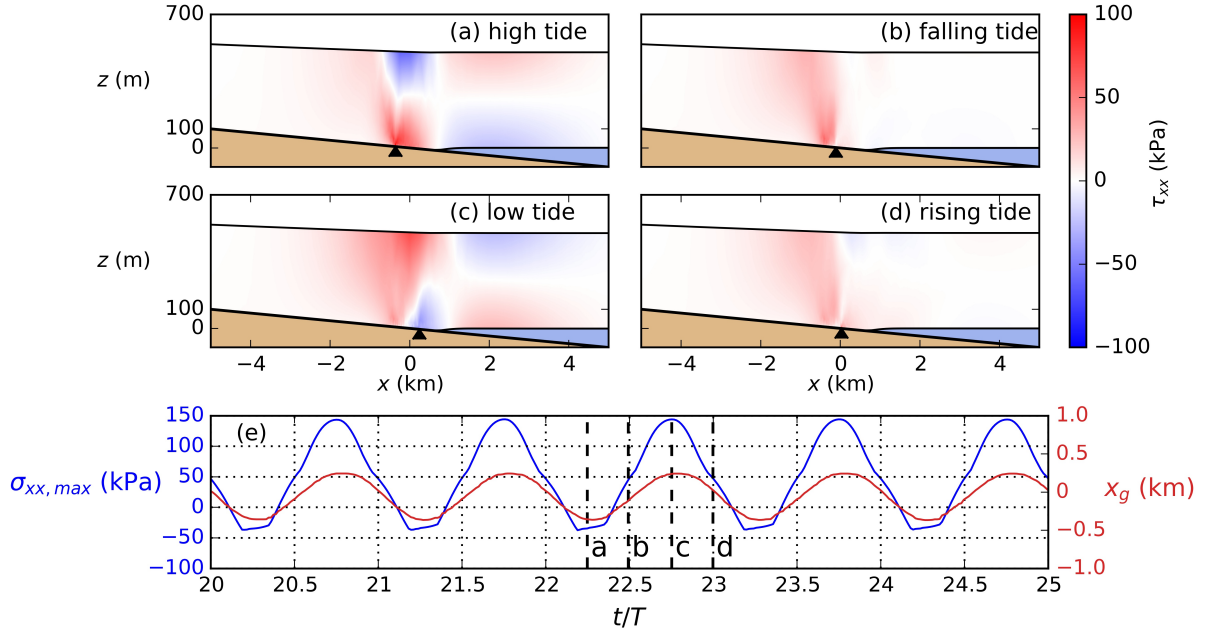 700
(a) high tide
(b) falling tide
100
z (m)
50
100
0
0
τxx (kPa)
700
(c) low tide
(d) rising tide
z (m)
−50
100
0
−100
−4 −2 0 2 4
−4 −2 0 2 4
x (km)
x (km)
150
100
50
0
−50
−100
σxx, max (kPa)
(e)
a
b
c
d
1.0
0.5
0
−0.5
−1.0
xg (km)
20 20.5 21 21.5 22 22.5 23 23.5 24 24.5 25
t/T